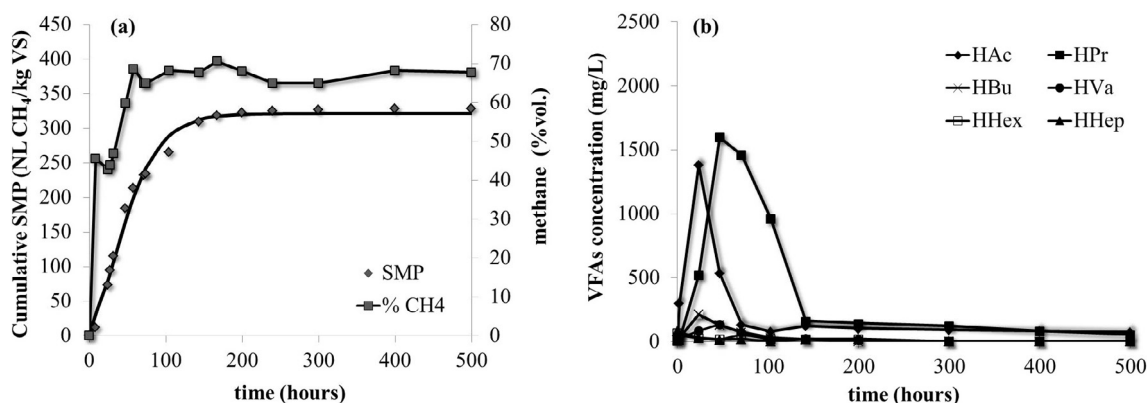 (a)
Cumulative SMP (NL CH₄/kg VS)
450
400
350
300
250
200
150
100
50
0
80
70
60
50
40
30
20
10
0
methane (%vol.)
SMP
% CH4
0 100 200 300 400 500
time (hours)
(b)
VFAs concentration (mg/L)
2500
2000
1500
1000
500
0
HAc HPr
HBu HVa
HHex HHep
0 100 200 300 400 500
time (hours)